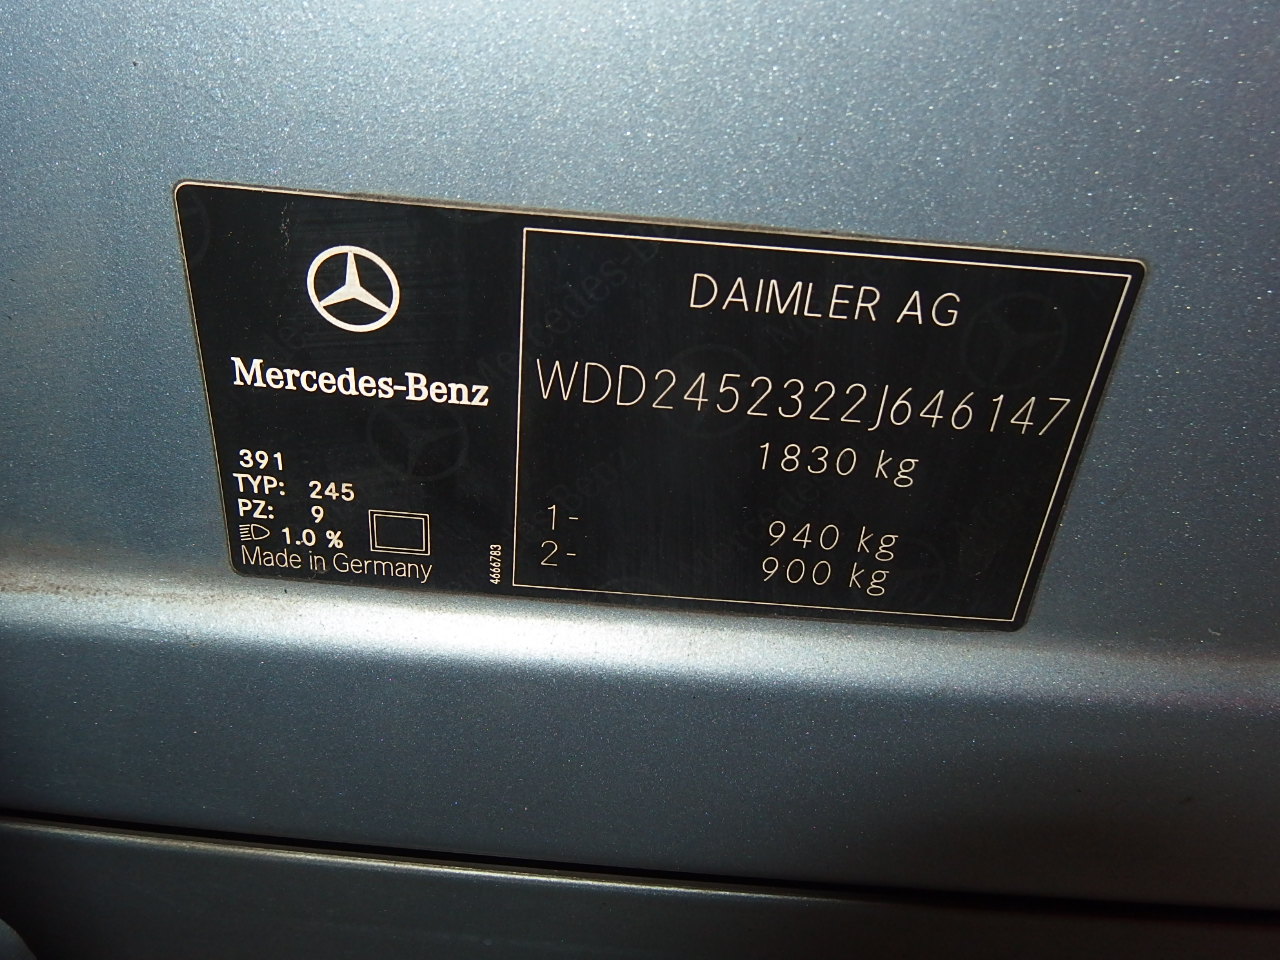 Mercedes-Benz
391
TYP: 245
PZ: 9
1.0 %
Made in Germany
4666783
DAIMLER AG
WDD2452322J646147
1830 kg
1- 940 kg
2- 900 kg